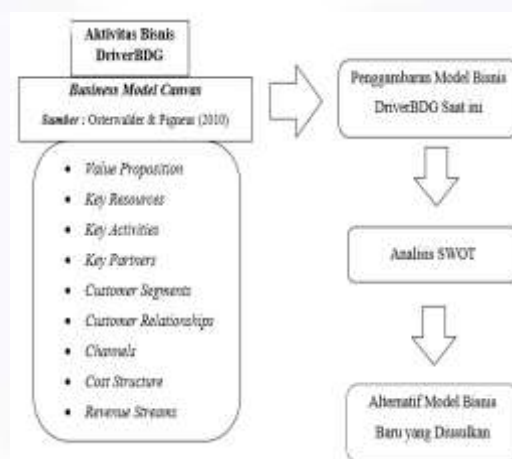 Aktivitas Bisnis
DriverBDG
Business Model Canvas
Sumber : Osterwalder & Pigneur (2010)
• Value Proposition
• Key Resources
• Key Activities
• Key Partners
• Customer Segments
• Customer Relationships
• Channels
• Cost Structure
• Revenue Streams
Penggambaran Model Bisnis
DriverBDG Saat ini
Analisis SWOT
Alternatif Model Bisnis
Baru yang Diusulkan